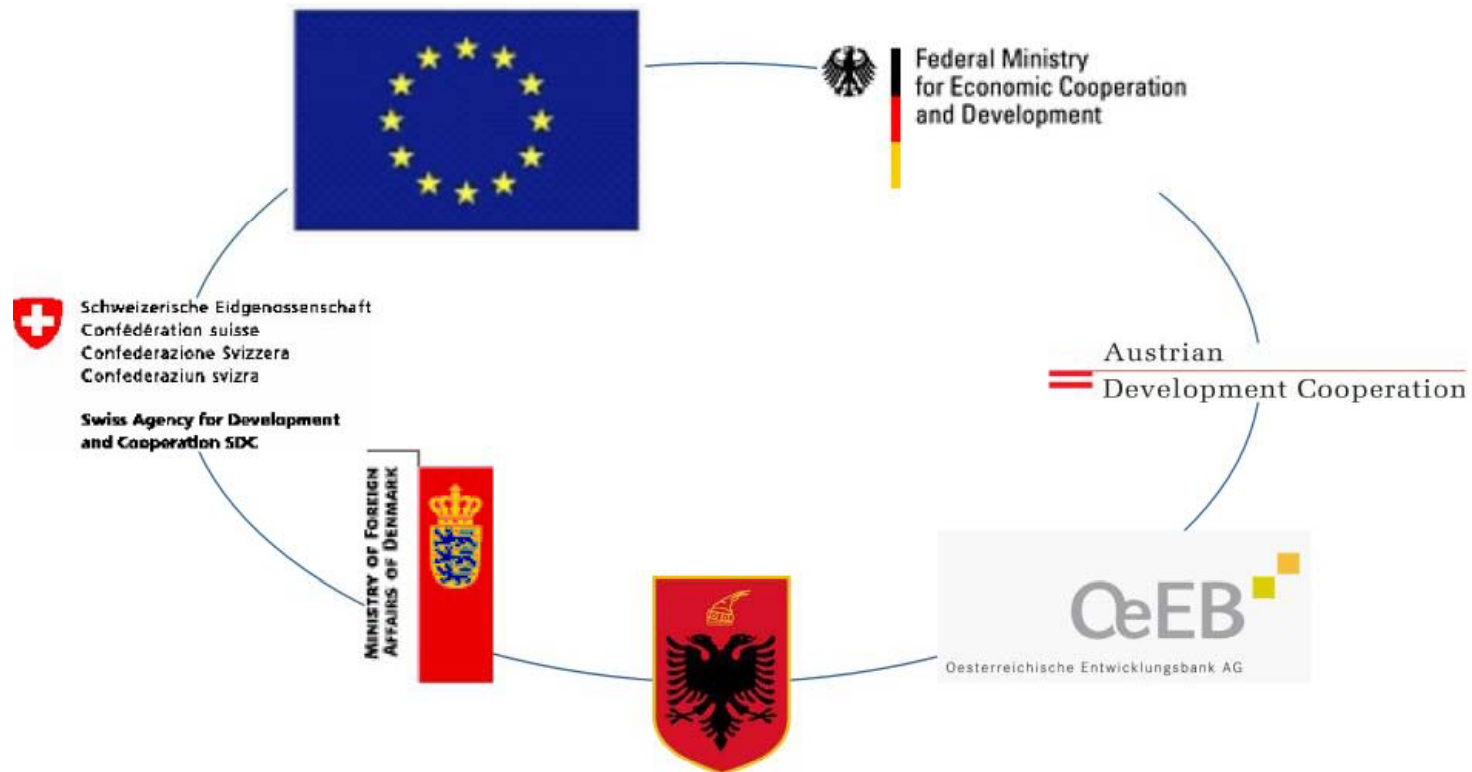 Federal Ministry
for Economic Cooperation
and Development
Schweizerische Eidgenossenschaft
Confédération suisse
Confederazione Svizzera
Confederaziun svizra
Swiss Agency for Development
and Cooperation SDC
Austrian
Development Cooperation
MINISTRY OF FOREIGN
AFFAIRS OF DENMARK
OeEB
Oesterreichische Entwicklungsbank AG